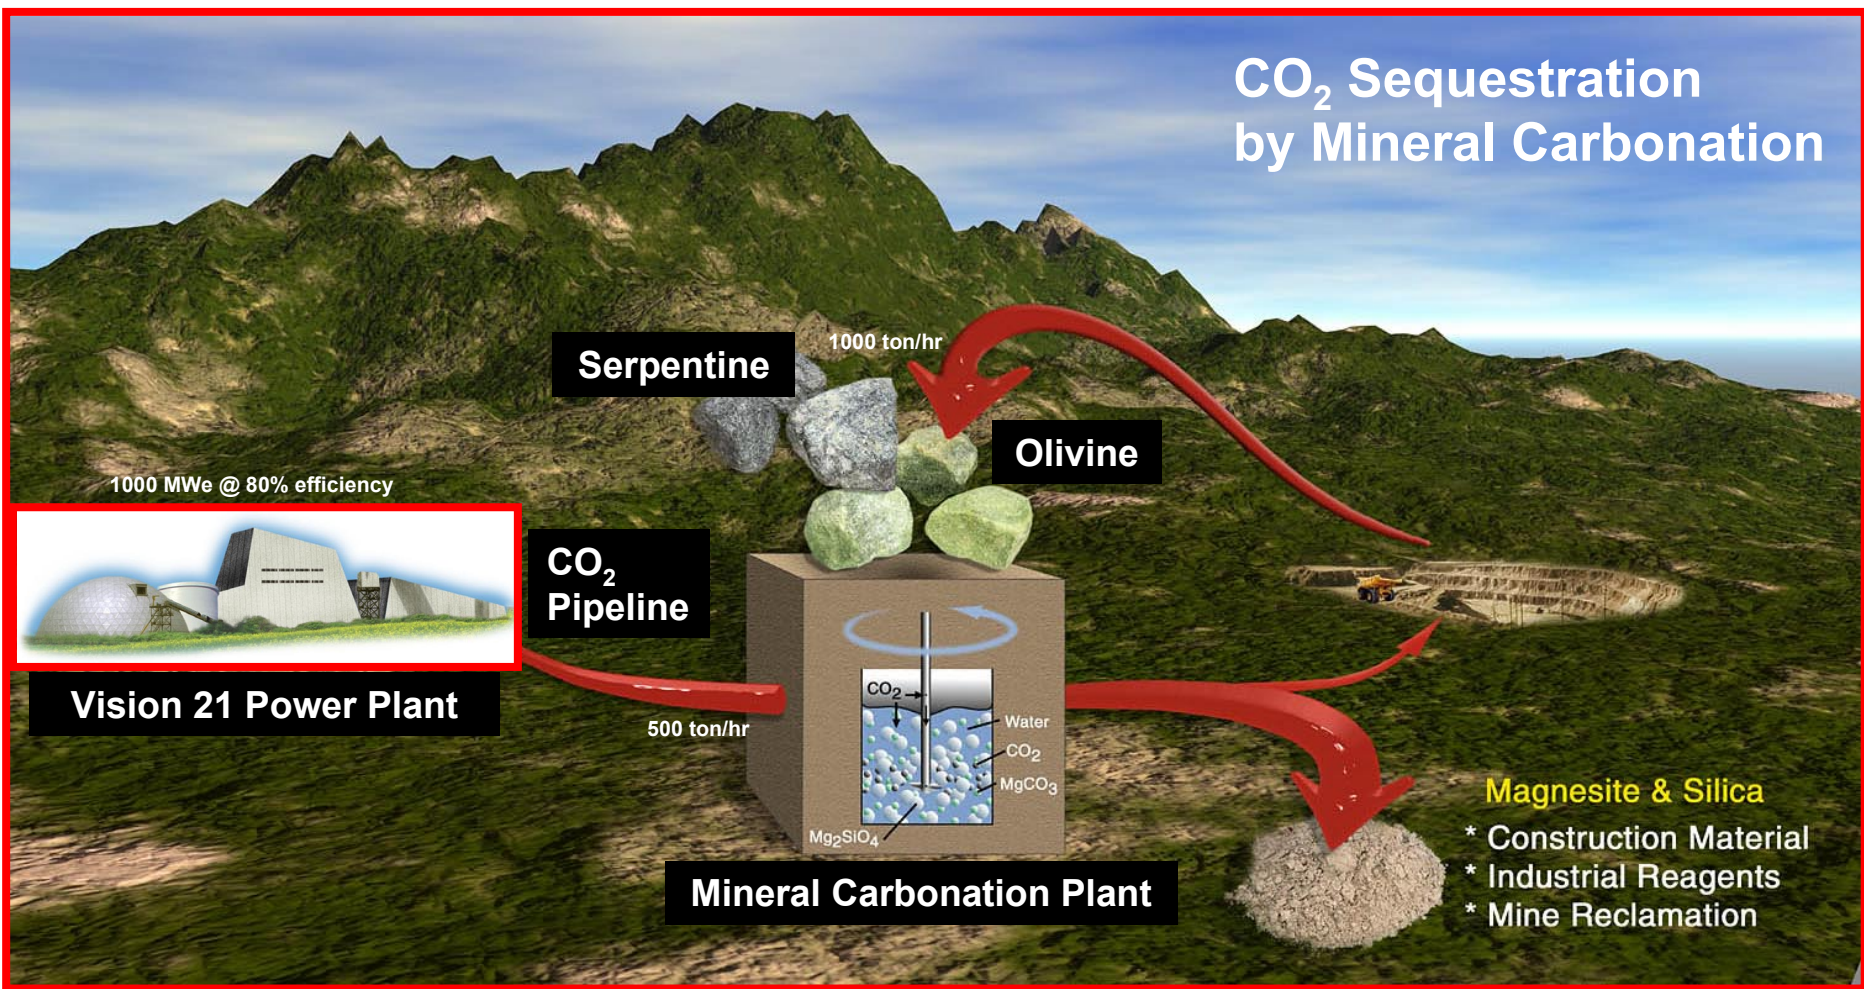 CO₂ Sequestration
by Mineral Carbonation
1000 ton/hr
Serpentine
Olivine
1000 MWe @ 80% efficiency
CO₂
Pipeline
Vision 21 Power Plant
500 ton/hr
CO₂
Water
CO₂
MgCO₃
Mg₂SiO₄
Mineral Carbonation Plant
Magnesite & Silica
* Construction Material
* Industrial Reagents
* Mine Reclamation